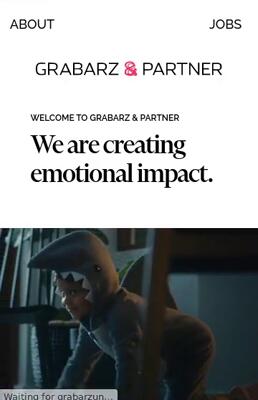 ABOUT JOBS
GRABARZ & PARTNER
WELCOME TO GRABARZ & PARTNER
We are creating
emotional impact.
Waiting for grabarzun...